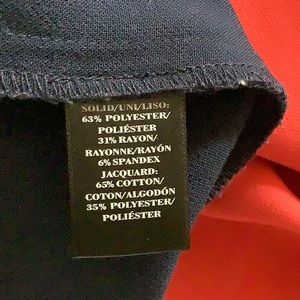 SOLID/UNI/LISO:
63% POLYESTER/
POLIÉSTER
31% RAYON/
RAYONNE/RAYÓN
6% SPANDEX
JACQUARD:
65% COTTON/
COTON/ALGODÓN
35% POLYESTER/
POLIÉSTER